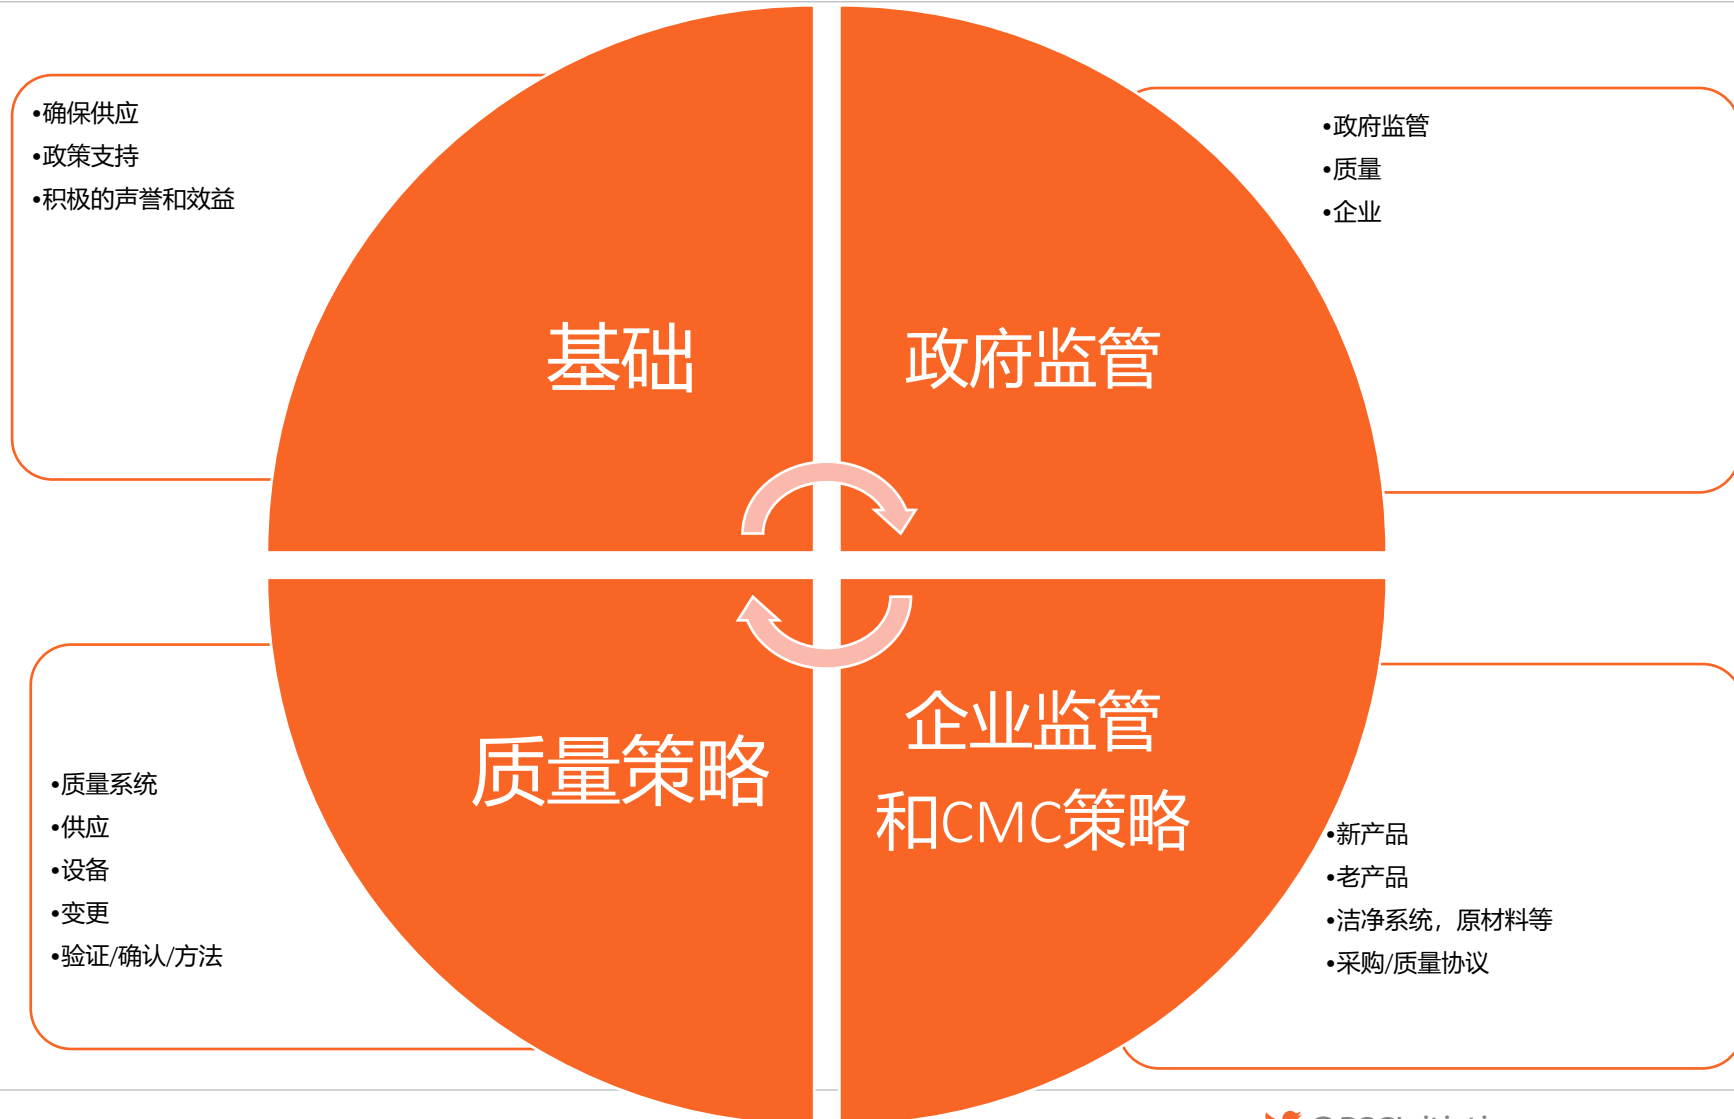 •确保供应
•政策支持
•积极的声誉和效益
基础
政府监管
•政府监管
•质量
•企业
质量策略
•质量系统
•供应
•设备
•变更
•验证/确认/方法
企业监管
和CMC策略
•新产品
•老产品
•洁净系统，原材料等
•采购/质量协议